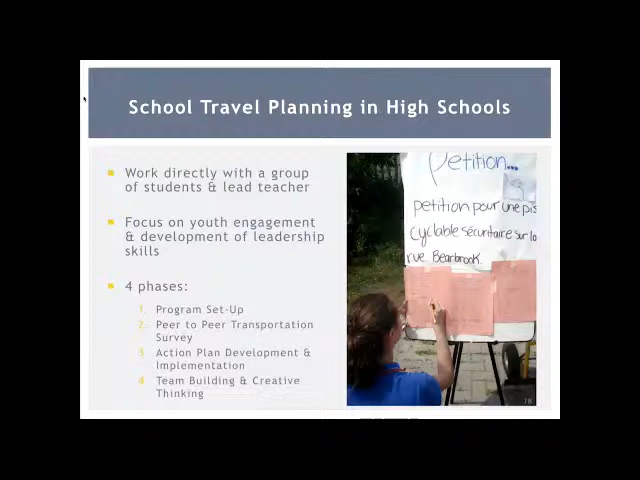 School Travel Planning in High Schools
Work directly with a group
of students & lead teacher
Focus on youth engagement
& development of leadership
skills
4 phases:
1. Program Set-Up
2. Peer to Peer Transportation
Survey
3 Action Plan Development &
Implementation
4 Team Building & Creative
Thinking
Petition...
petition pour une pis
cyclable sécuritaire sur la
rue Bearbrook
78